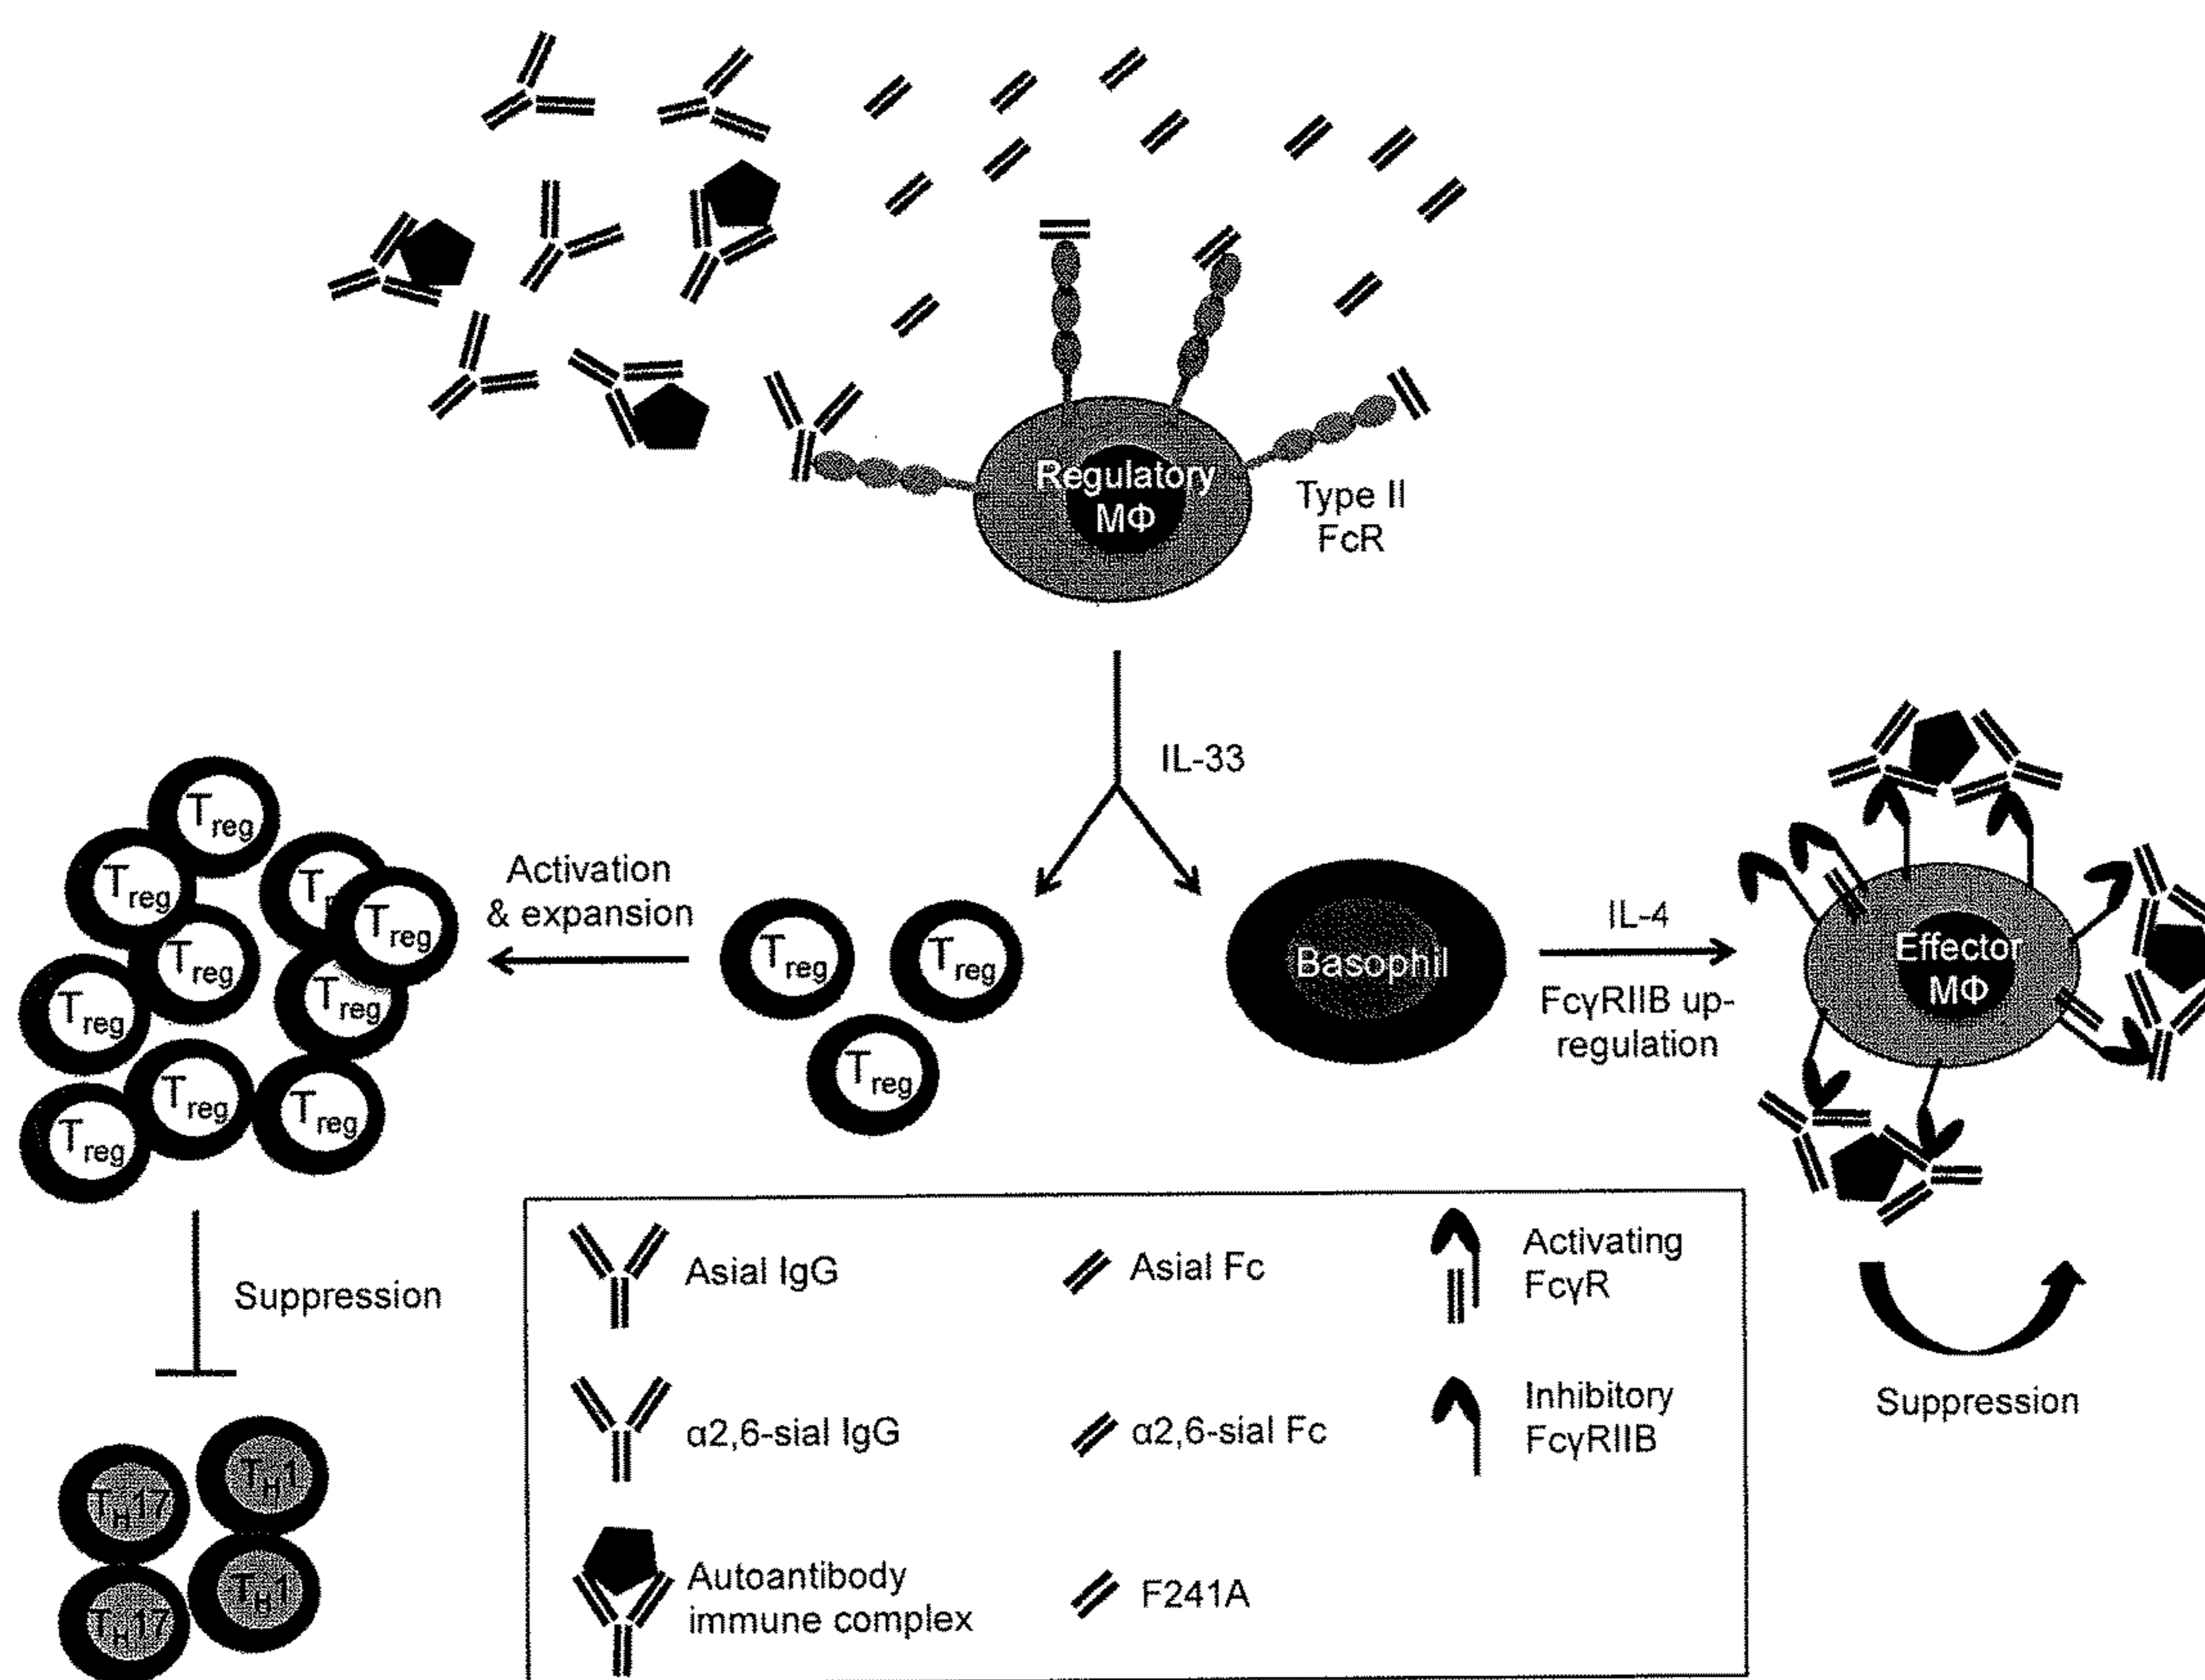 Regulatory
MΦ
Type II
FcR
IL-33
Treg
Treg
Treg
Treg
Treg
Treg
Treg
Treg
Treg
Treg
Treg
Activation
& expansion
Treg
Treg
Treg
Basophil
IL-4
FcγRIIB up-
regulation
Effector
MΦ
Suppression
TH17
TH1
TH17
TH1
Asial IgG
Asial Fc
Activating
FcγR
α2,6-sial IgG
α2,6-sial Fc
Inhibitory
FcγRIIB
Autoantibody
immune complex
F241A
Suppression